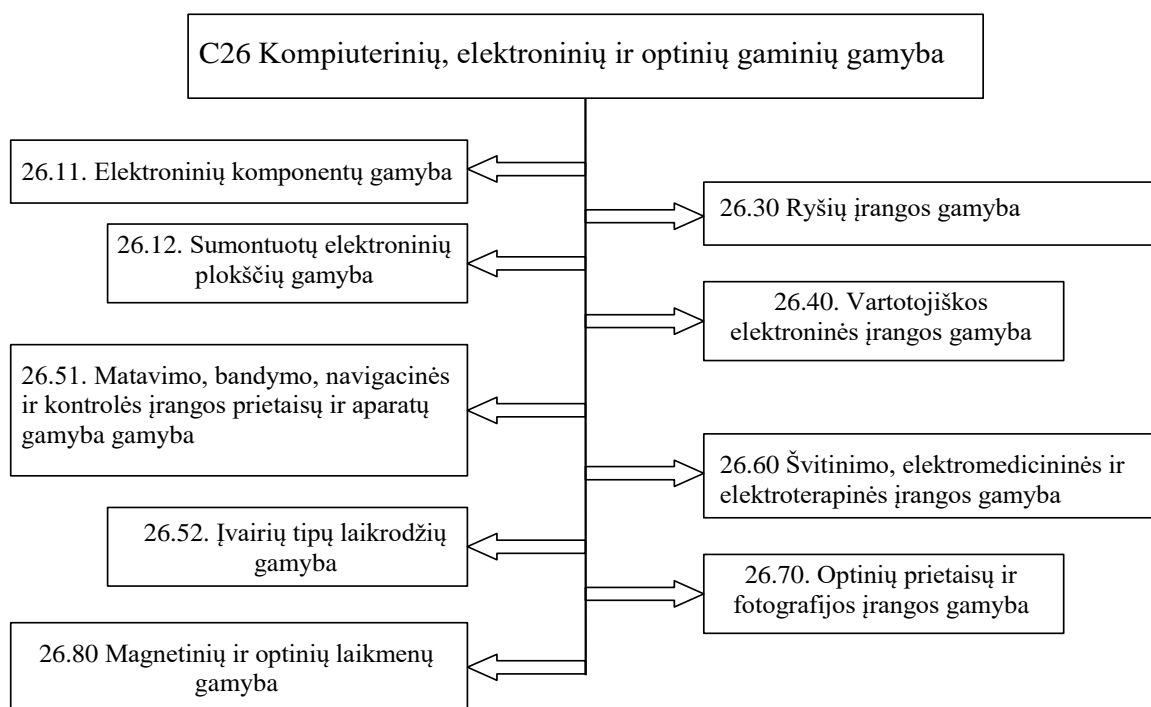 C26 Kompiuterinių, elektroninių ir optinių gaminių gamyba
26.11. Elektroninių komponentų gamyba
26.30 Ryšių įrangos gamyba
26.12. Sumontuotų elektroninių
plokščių gamyba
26.40. Vartotojiškos
elektroninės įrangos gamyba
26.51. Matavimo, bandymo, navigacinės
ir kontrolės įrangos prietaisų ir aparatų
gamyba gamyba
26.60 Švitinimo, elektromedicininės ir
elektroterapinės įrangos gamyba
26.52. Įvairių tipų laikrodžių
gamyba
26.70. Optinių prietaisų ir
fotografijos įrangos gamyba
26.80 Magnetinių ir optinių laikmenų
gamyba